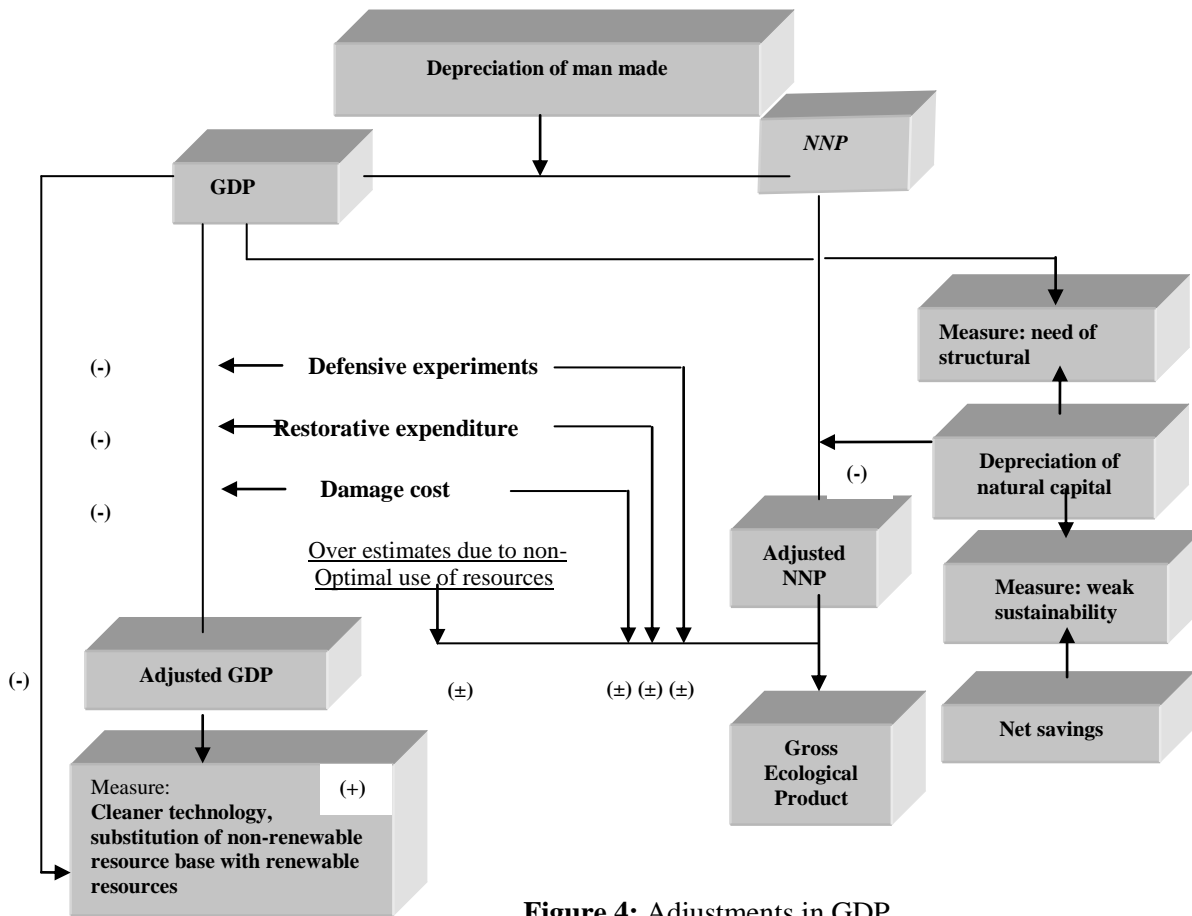 Depreciation of man made
NNP
GDP
Measure: need of
structural
(-)
Defensive experiments
(-)
Restorative expenditure
(-)
Depreciation of
natural capital
(-)
Damage cost
Over estimates due to non-
Optimal use of resources
Adjusted
NNP
Measure: weak
sustainability
(-)
Adjusted GDP
(±)
(±) (±) (±)
Net savings
Gross
Ecological
Product
Measure:
(+)
Cleaner technology,
substitution of non-renewable
resource base with renewable
resources
Figure 4: Adjustments in GDP